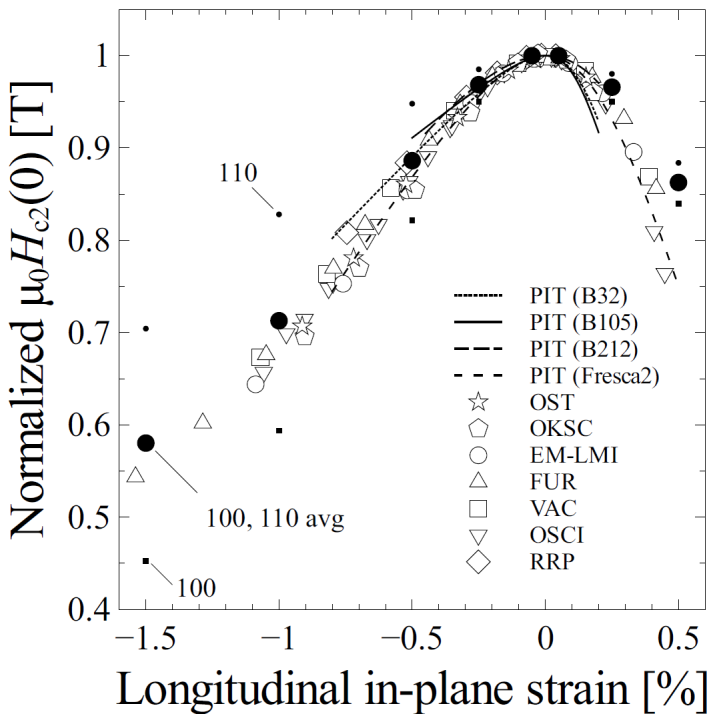 1
0.9
0.8
0.7
0.6
0.5
0.4
Normalized μ₀H_c2(0) [T]
110
100, 110 avg
100
PIT (B32)
PIT (B105)
PIT (B212)
PIT (Fresca2)
OST
OKSC
EM-LMI
FUR
VAC
OSCI
RRP
−1.5 −1 −0.5 0 0.5
Longitudinal in-plane strain [%]